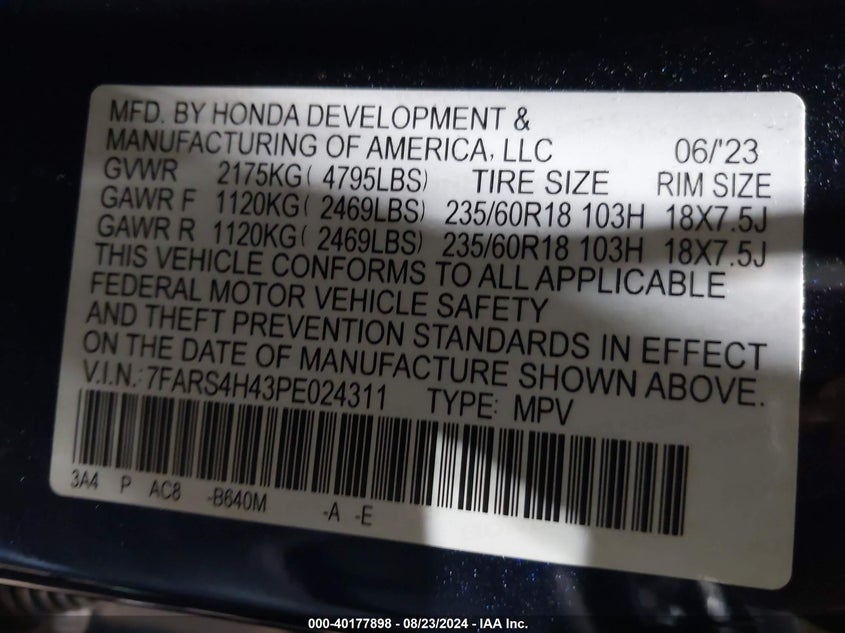 MFD. BY HONDA DEVELOPMENT &
MANUFACTURING OF AMERICA, LLC 06/'23
GVWR 2175KG( 4795LBS) TIRE SIZE RIM SIZE
GAWR F 1120KG( 2469LBS) 235/60R18 103H 18X7.5J
GAWR R 1120KG( 2469LBS) 235/60R18 103H 18X7.5J
THIS VEHICLE CONFORMS TO ALL APPLICABLE
FEDERAL MOTOR VEHICLE SAFETY
AND THEFT PREVENTION STANDARDS IN EFFECT
ON THE DATE OF MANUFACTURE SHOWN ABOVE.
V.I.N.: 7FARS4H43PE024311 TYPE: MPV
3A4 P AC8 -B640M -A -E
000-40177898 - 08/23/2024 - IAA Inc.